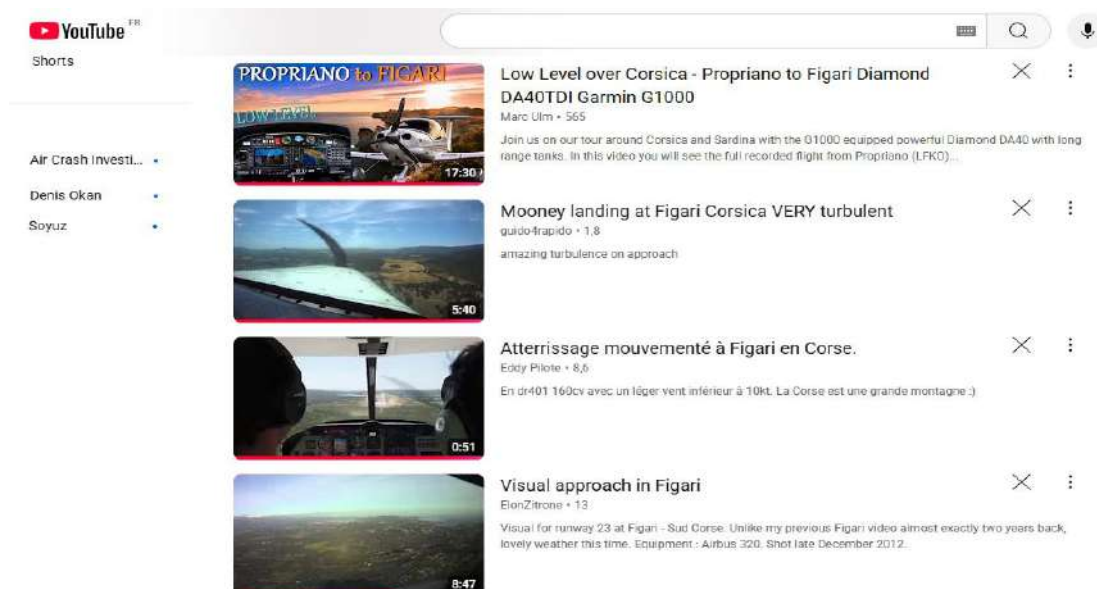 YouTube FR
Shorts
Air Crash Investi...
Denis Okan
Soyuz
PROPRIANO to FIGARI
LOW LEVEL
17:30
Low Level over Corsica - Propriano to Figari Diamond
DA40TDI Garmin G1000
Marc Ulm • 565
Join us on our tour around Corsica and Sardina with the G1000 equipped powerful Diamond DA40 with long
range tanks. In this video you will see the full recorded flight from Propriano (LFKO)...
5:40
Mooney landing at Figari Corsica VERY turbulent
guido4rapido • 1,8
amazing turbulence on approach
0:51
Atterrissage mouvementé à Figari en Corse.
Eddy Pilote • 8,6
En dr401 160cv avec un léger vent inférieur à 10kt. La Corse est une grande montagne :)
8:47
Visual approach in Figari
ElonZitrone • 13
Visual for runway 23 at Figari - Sud Corse. Unlike my previous Figari video almost exactly two years back,
lovely weather this time. Equipment : Airbus 320. Shot late December 2012.